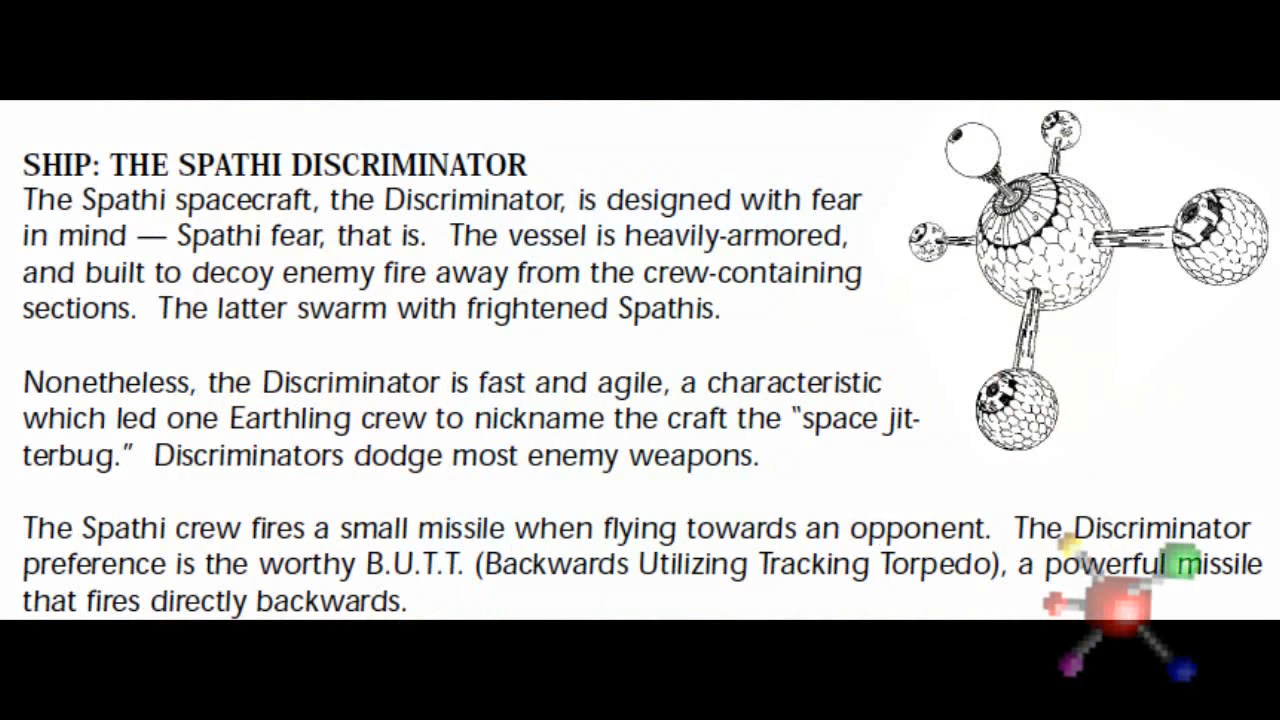 SHIP: THE SPATHI DISCRIMINATOR
The Spathi spacecraft, the Discriminator, is designed with fear
in mind — Spathi fear, that is. The vessel is heavily-armored,
and built to decoy enemy fire away from the crew-containing
sections. The latter swarm with frightened Spathis.
Nonetheless, the Discriminator is fast and agile, a characteristic
which led one Earthling crew to nickname the craft the “space jit-
terbug.” Discriminators dodge most enemy weapons.
The Spathi crew fires a small missile when flying towards an opponent. The Discriminator
preference is the worthy B.U.T.T. (Backwards Utilizing Tracking Torpedo), a powerful missile
that fires directly backwards.